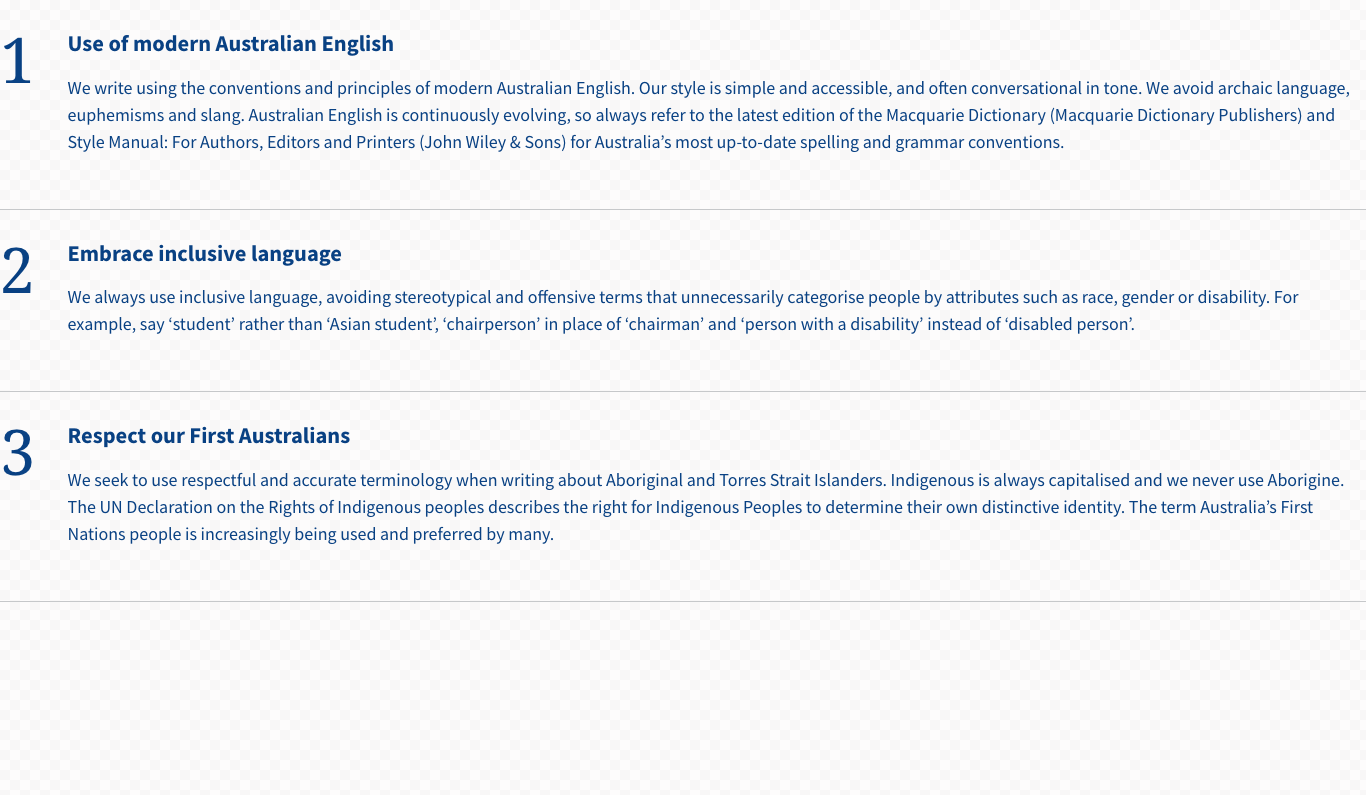 1
Use of modern Australian English
We write using the conventions and principles of modern Australian English. Our style is simple and accessible, and often conversational in tone. We avoid archaic language,
euphemisms and slang. Australian English is continuously evolving, so always refer to the latest edition of the Macquarie Dictionary (Macquarie Dictionary Publishers) and
Style Manual: For Authors, Editors and Printers (John Wiley & Sons) for Australia’s most up-to-date spelling and grammar conventions.
2
Embrace inclusive language
We always use inclusive language, avoiding stereotypical and offensive terms that unnecessarily categorise people by attributes such as race, gender or disability. For
example, say ‘student’ rather than ‘Asian student’, ‘chairperson’ in place of ‘chairman’ and ‘person with a disability’ instead of ‘disabled person’.
3
Respect our First Australians
We seek to use respectful and accurate terminology when writing about Aboriginal and Torres Strait Islanders. Indigenous is always capitalised and we never use Aborigine.
The UN Declaration on the Rights of Indigenous peoples describes the right for Indigenous Peoples to determine their own distinctive identity. The term Australia’s First
Nations people is increasingly being used and preferred by many.